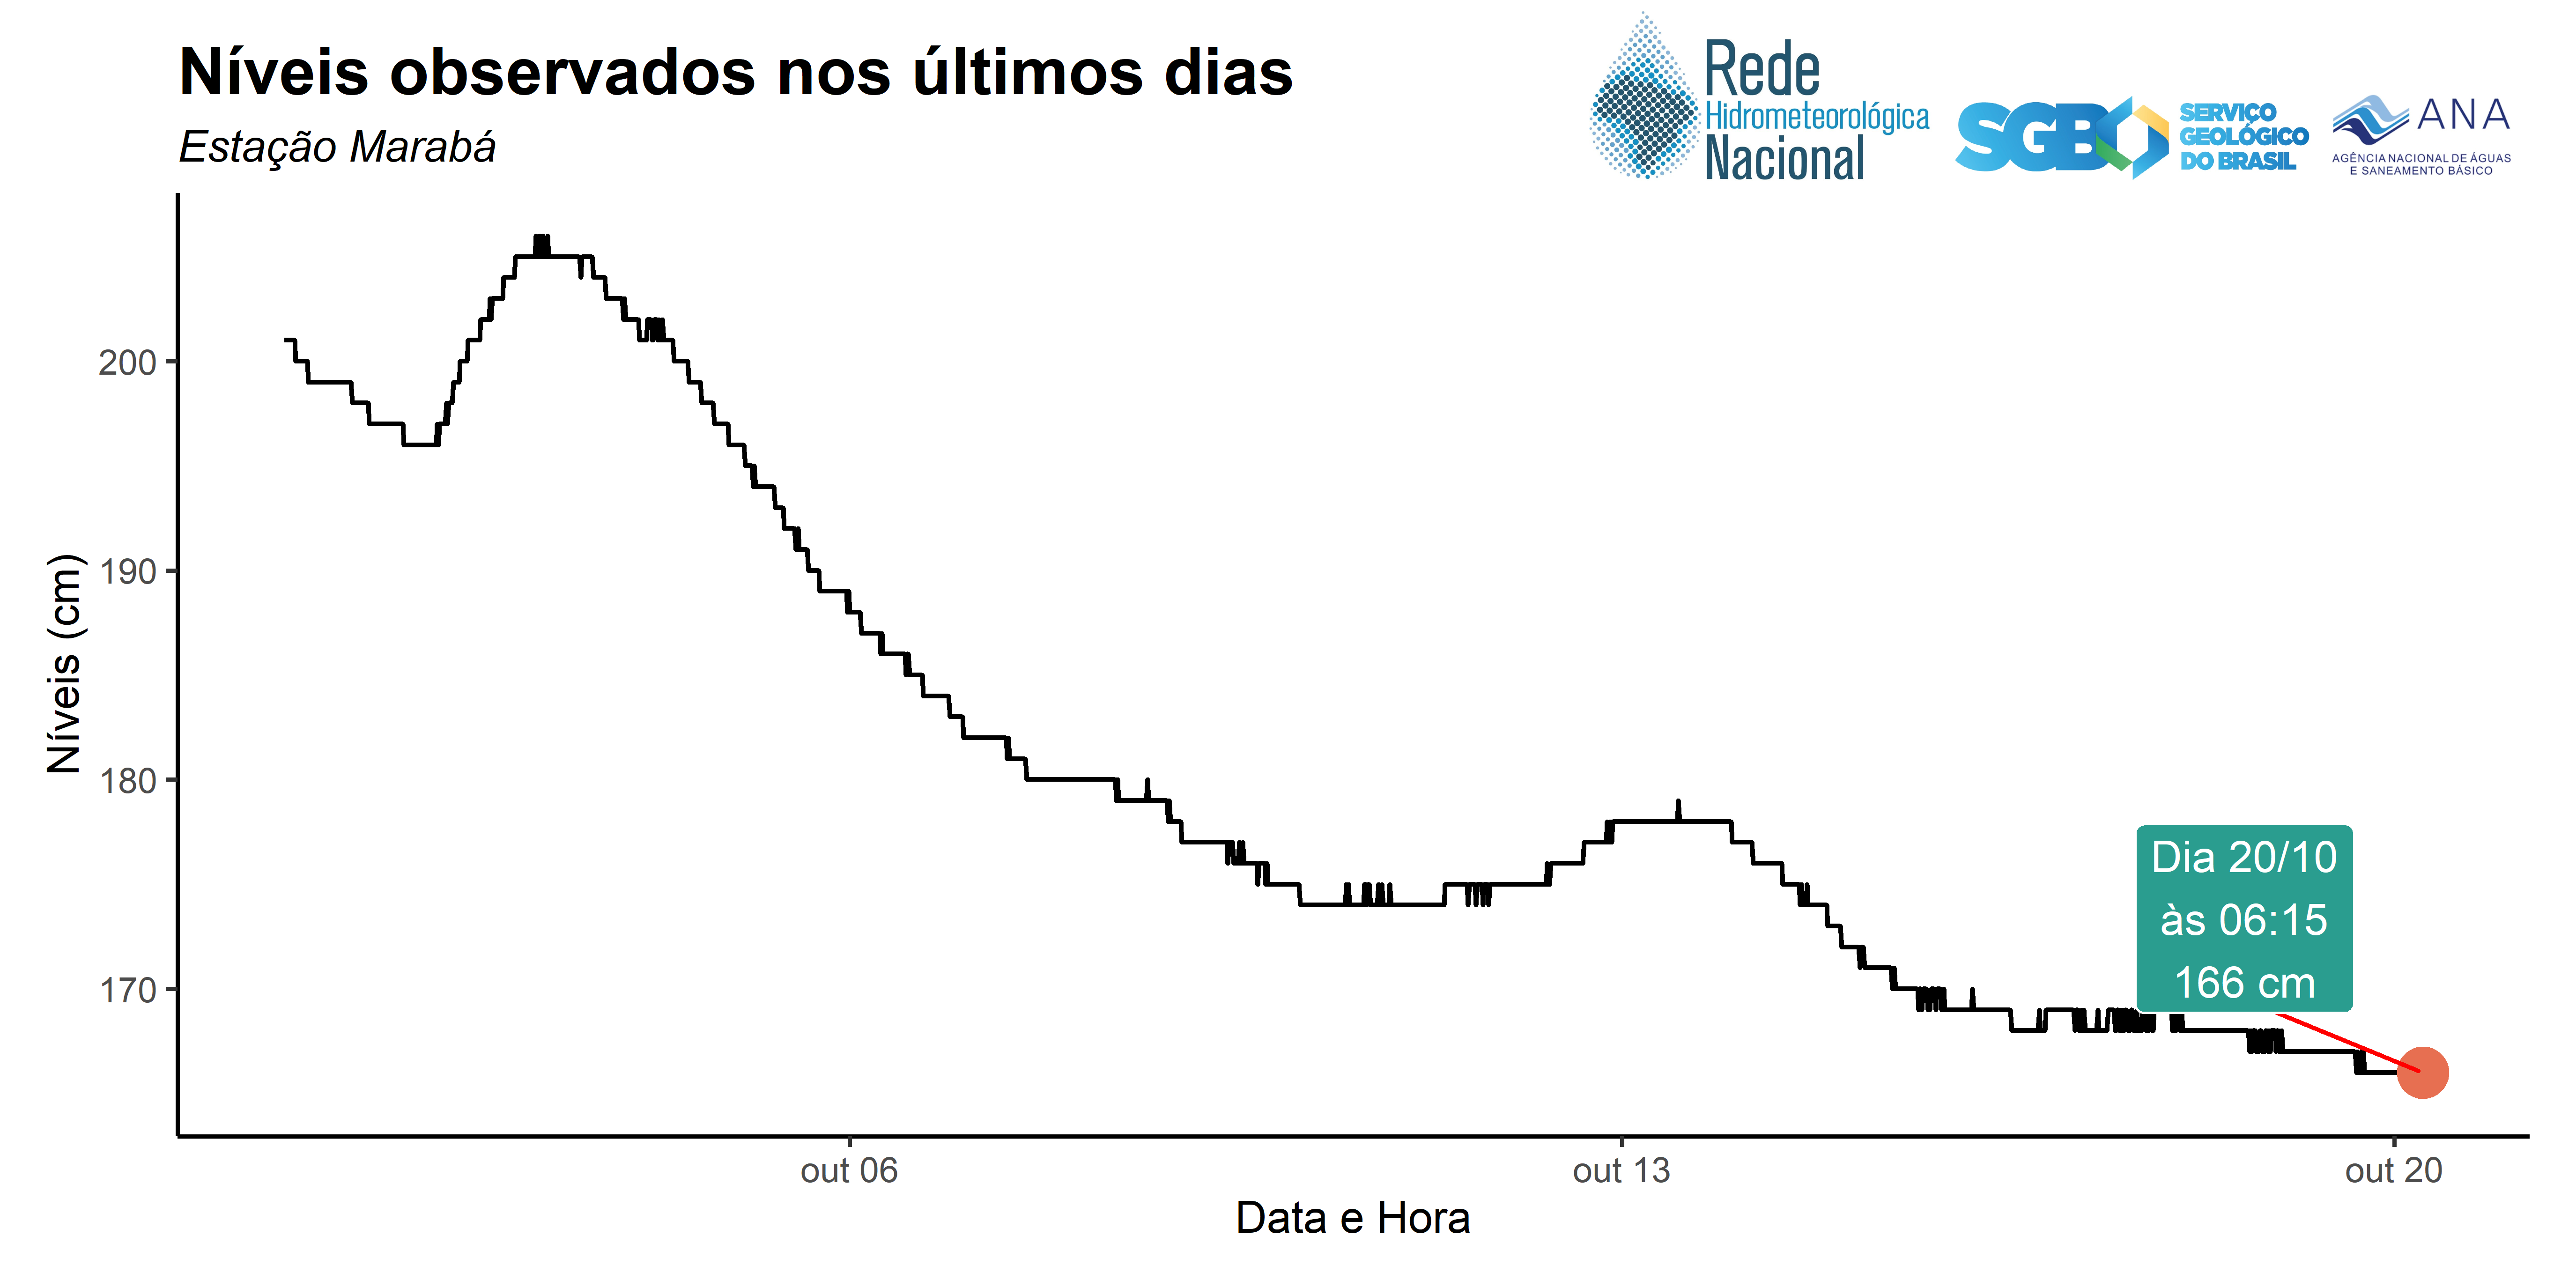 Níveis observados nos últimos dias
Estação Marabá
Rede
Hidrometeorológica
Nacional
SGB
SERVIÇO
GEOLÓGICO
DO BRASIL
ANA
AGÊNCIA NACIONAL DE ÁGUAS
E SANEAMENTO BÁSICO
Níveis (cm)
200
190
180
170
Dia 20/10
às 06:15
166 cm
out 06
out 13
out 20
Data e Hora